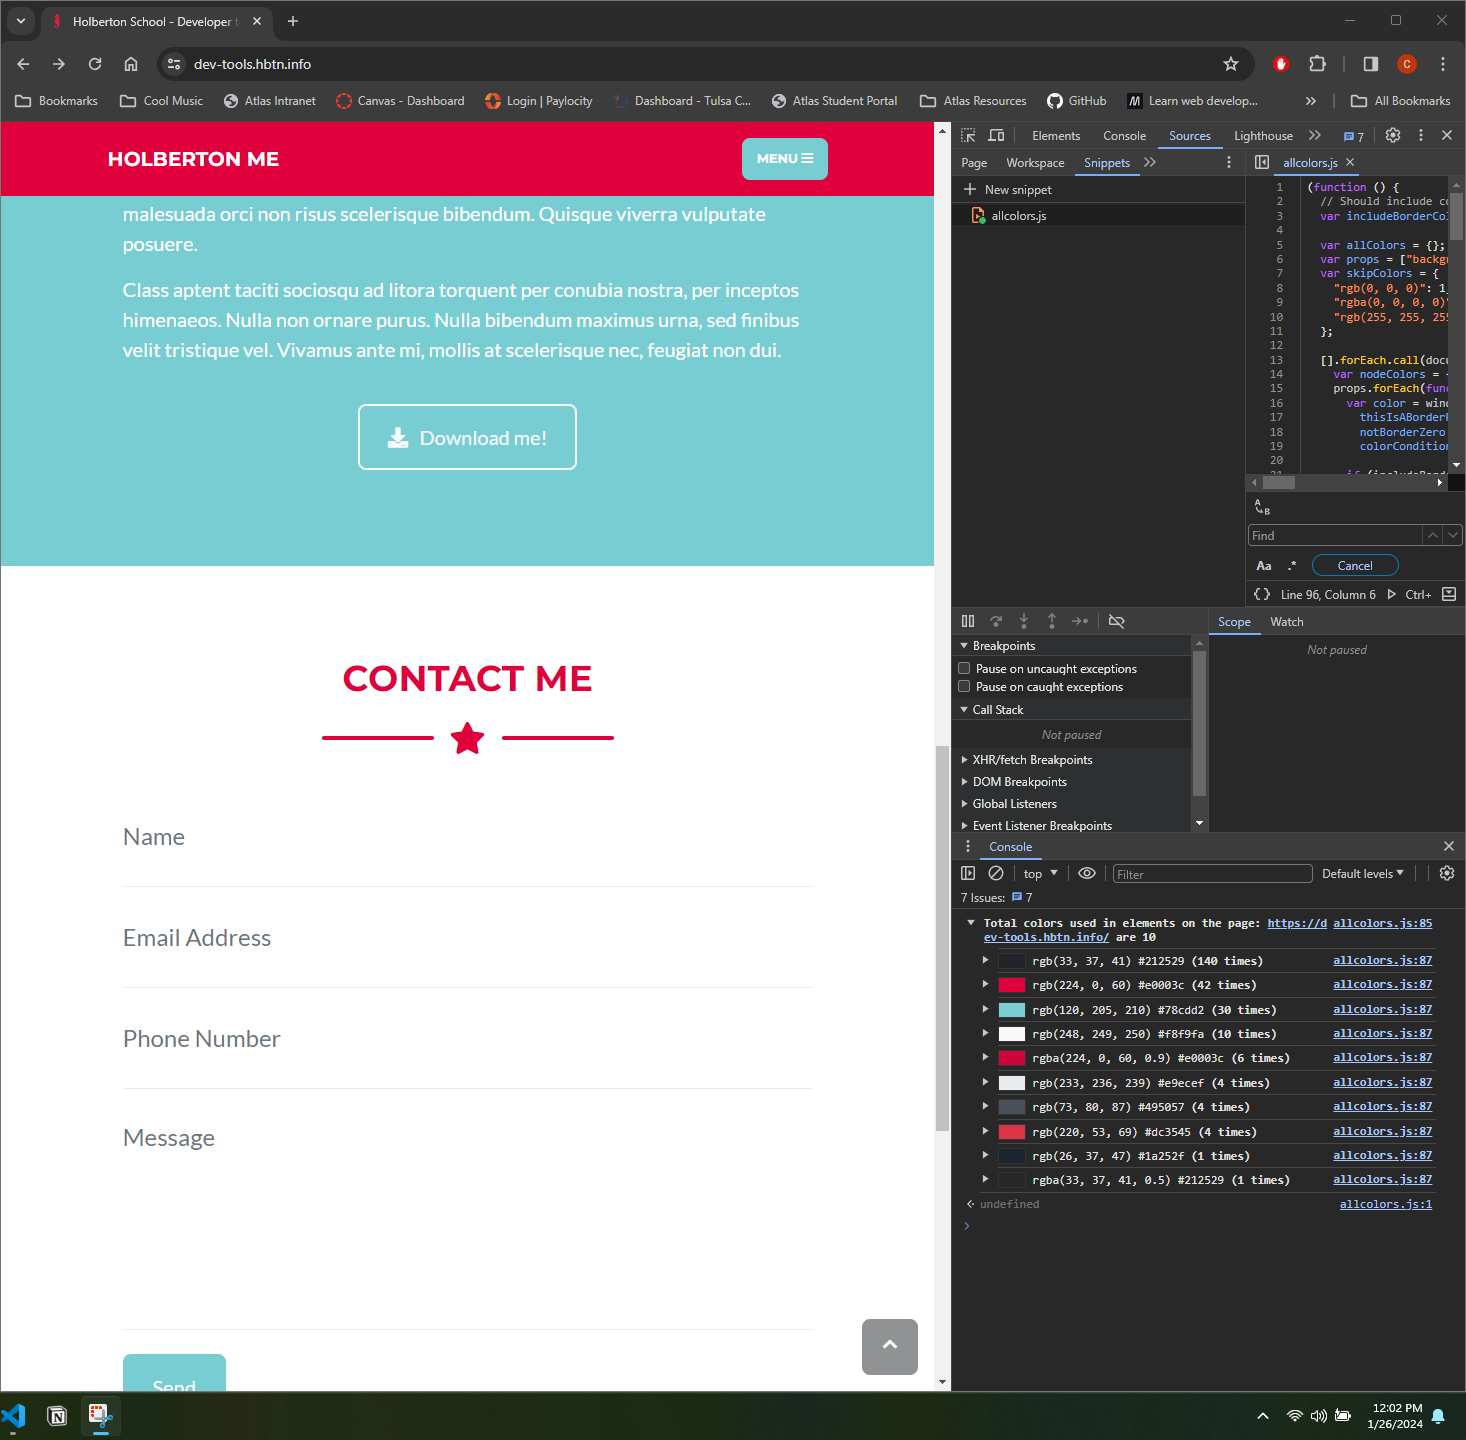 Holberton School - Developer t
dev-tools.hbtn.info
C
Bookmarks
Cool Music
Atlas Intranet
Canvas - Dashboard
Login | Paylocity
Dashboard - Tulsa C...
Atlas Student Portal
Atlas Resources
GitHub
Learn web develop...
All Bookmarks
HOLBERTON ME
MENU
malesuada orci non risus scelerisque bibendum. Quisque viverra vulputate
posuere.
Class aptent taciti sociosqu ad litora torquent per conubia nostra, per inceptos
himenaeos. Nulla non ornare purus. Nulla bibendum maximus urna, sed finibus
velit tristique vel. Vivamus ante mi, mollis at scelerisque nec, feugiat non dui.
Download me!
CONTACT ME
Name
Email Address
Phone Number
Message
Send
Elements
Console
Sources
Lighthouse
7
Page
Workspace
Snippets
allcolors.js
New snippet
allcolors.js
1 (function () {
2 // Should include co
3 var includeBorderCol
4
5 var allColors = {};
6 var props = ["backgr
7 var skipColors = {
8 "rgb(0, 0, 0)": 1,
9 "rgba(0, 0, 0, 0)"
10 "rgb(255, 255, 255
11 };
12
13 [].forEach.call(docu
14 var nodeColors =
15 props.forEach(func
16 var color = wind
17 thisIsABorderP
18 notBorderZero
19 colorCondition
20
Find
Aa
.*
Cancel
{ } Line 96, Column 6
Ctrl+
Scope
Watch
Breakpoints
Not paused
Pause on uncaught exceptions
Pause on caught exceptions
Call Stack
Not paused
XHR/fetch Breakpoints
DOM Breakpoints
Global Listeners
Event Listener Breakpoints
Console
top
Filter
Default levels
7 Issues: 7
Total colors used in elements on the page: https://d allcolors.js:85
ev-tools.hbtn.info/ are 10
rgb(33, 37, 41) #212529 (140 times) allcolors.js:87
rgb(224, 0, 60) #e0003c (42 times) allcolors.js:87
rgb(120, 205, 210) #78cdd2 (30 times) allcolors.js:87
rgb(248, 249, 250) #f8f9fa (10 times) allcolors.js:87
rgba(224, 0, 60, 0.9) #e0003c (6 times) allcolors.js:87
rgb(233, 236, 239) #e9ecef (4 times) allcolors.js:87
rgb(73, 80, 87) #495057 (4 times) allcolors.js:87
rgb(220, 53, 69) #dc3545 (4 times) allcolors.js:87
rgb(26, 37, 47) #1a252f (1 times) allcolors.js:87
rgba(33, 37, 41, 0.5) #212529 (1 times) allcolors.js:87
undefined allcolors.js:1
12:02 PM
1/26/2024